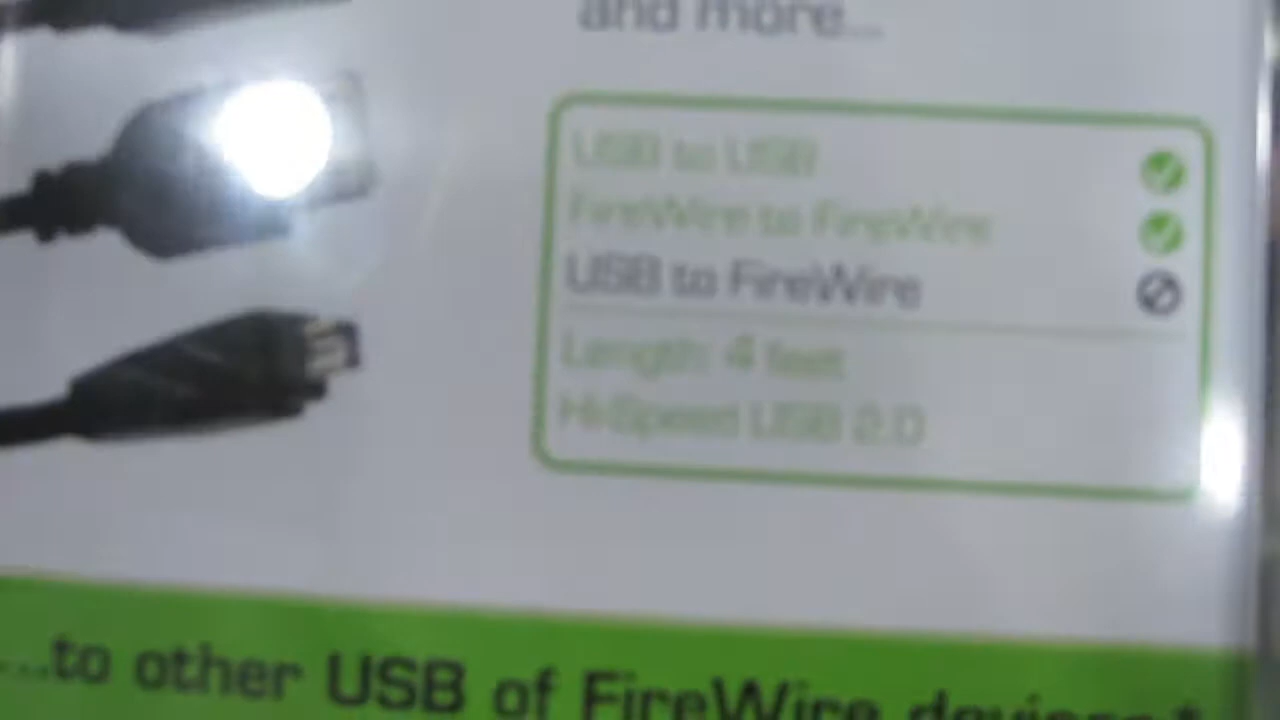 and more...
USB to USB
FireWire to FireWire
USB to FireWire
Length: 4 feet
Hi-Speed USB 2.0
...to other USB of FireWire devices*